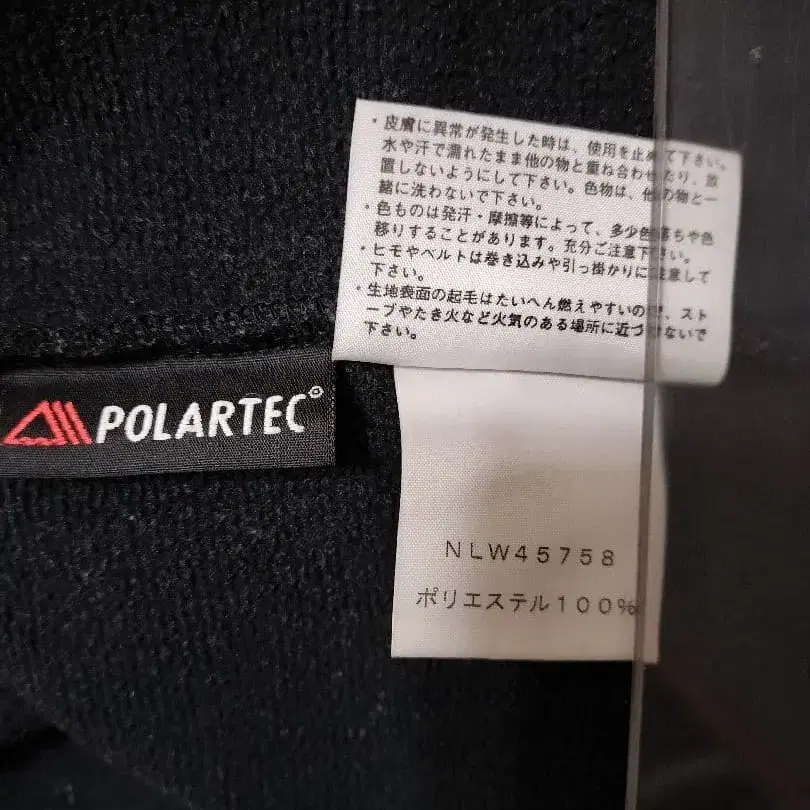 ・皮膚に異常が発生した時は、使用を止めて下さい。
水や汗で濡れたまま他の物と重ね合わせたり、放
置しないようにして下さい。色物は、他の物と一
緒に洗わないで下さい。
・色ものは発汗・摩擦等によって、多少色落ちや色
移りすることがあります。充分ご注意下さい。
・ヒモやベルトは巻き込みや引っ掛かりに注意して
下さい。
・生地表面の起毛はたいへん燃えやすいので、スト
ーブやたき火など火気のある場所に近づけないで
下さい。
POLARTEC®
NLW45758
ポリエステル100%